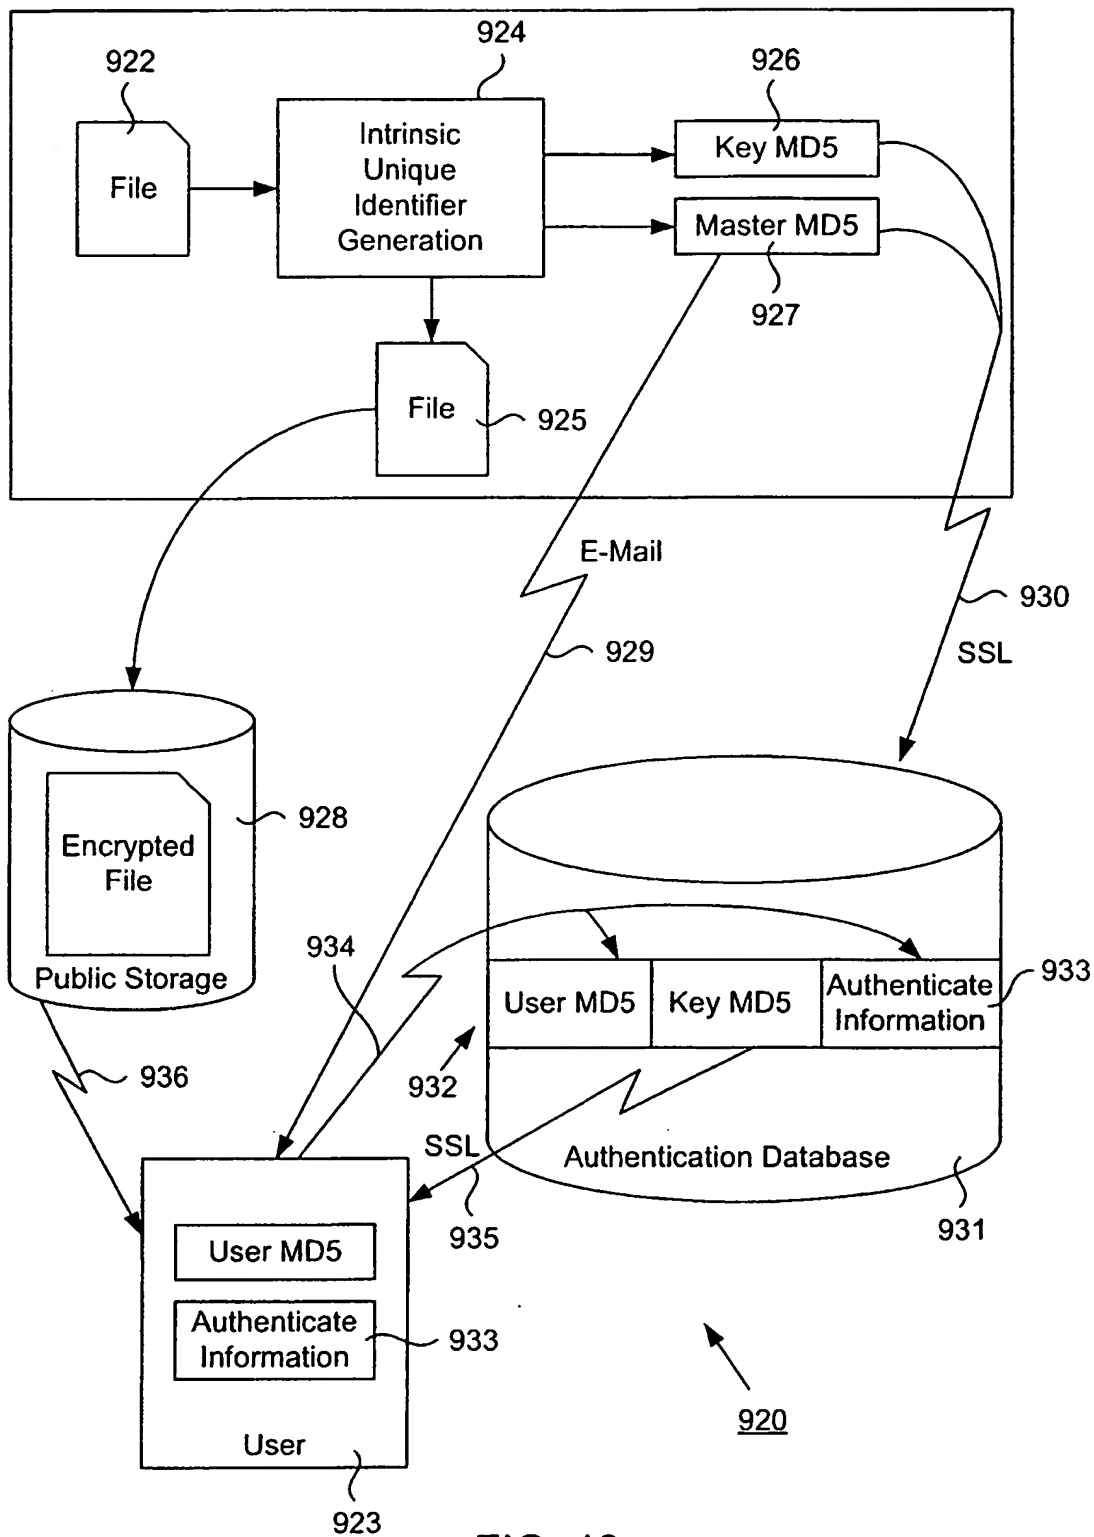 924
922
926
Intrinsic
Unique
Identifier
Generation
Key MD5
File
Master MD5
927
File
925
E-Mail
930
929
SSL
928
Encrypted
File
934
Public Storage
User MD5
Key MD5
Authenticate
Information
933
932
936
SSL
Authentication Database
935
931
User MD5
Authenticate
Information
933
920
User
923